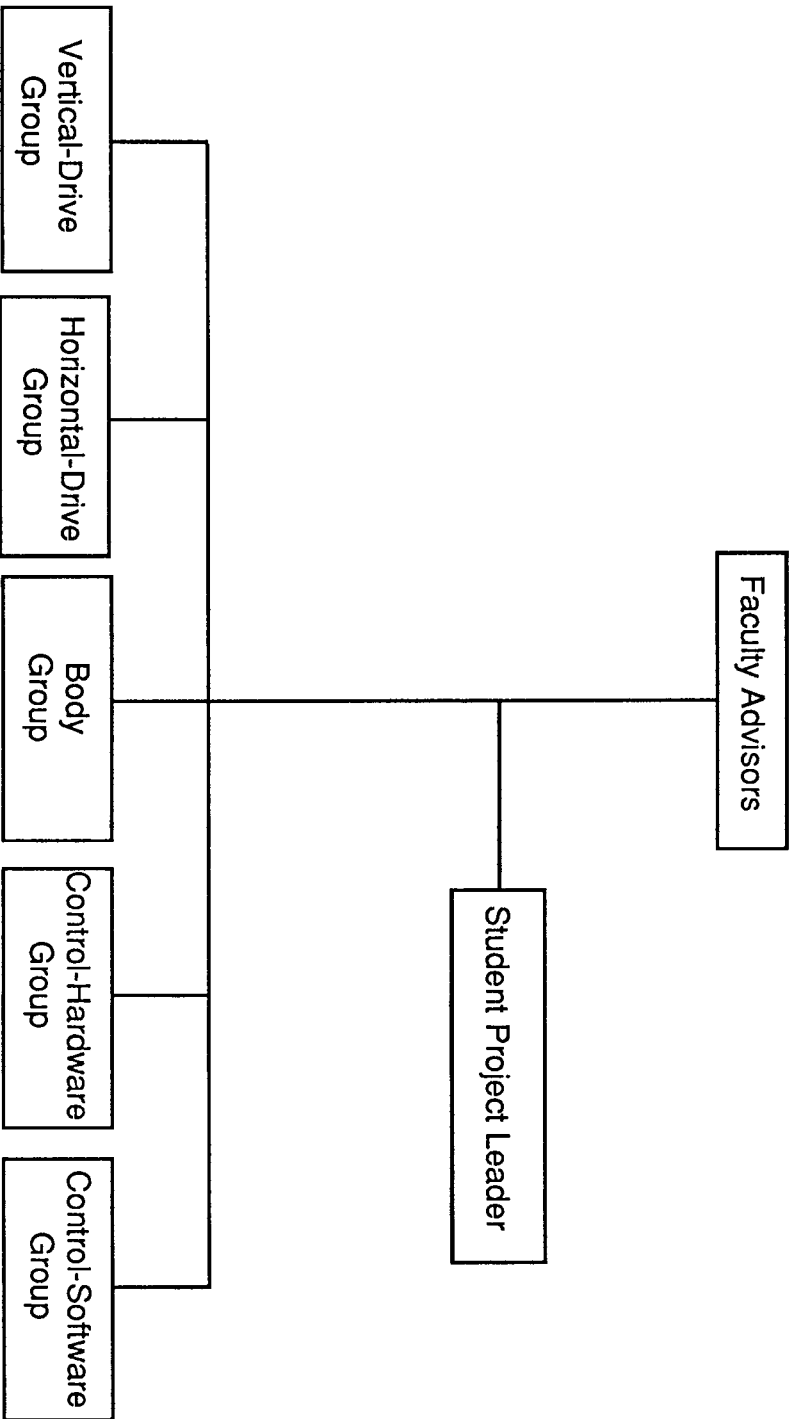 Faculty Advisors
Student Project Leader
Vertical-Drive
Group
Horizontal-Drive
Group
Body
Group
Control-Hardware
Group
Control-Software
Group